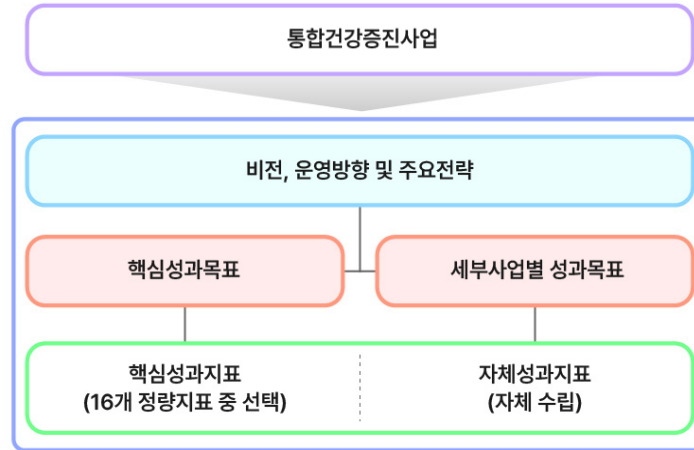 통합건강증진사업
비전, 운영방향 및 주요전략
핵심성과목표
세부사업별 성과목표
핵심성과지표
(16개 정량지표 중 선택)
자체성과지표
(자체 수립)